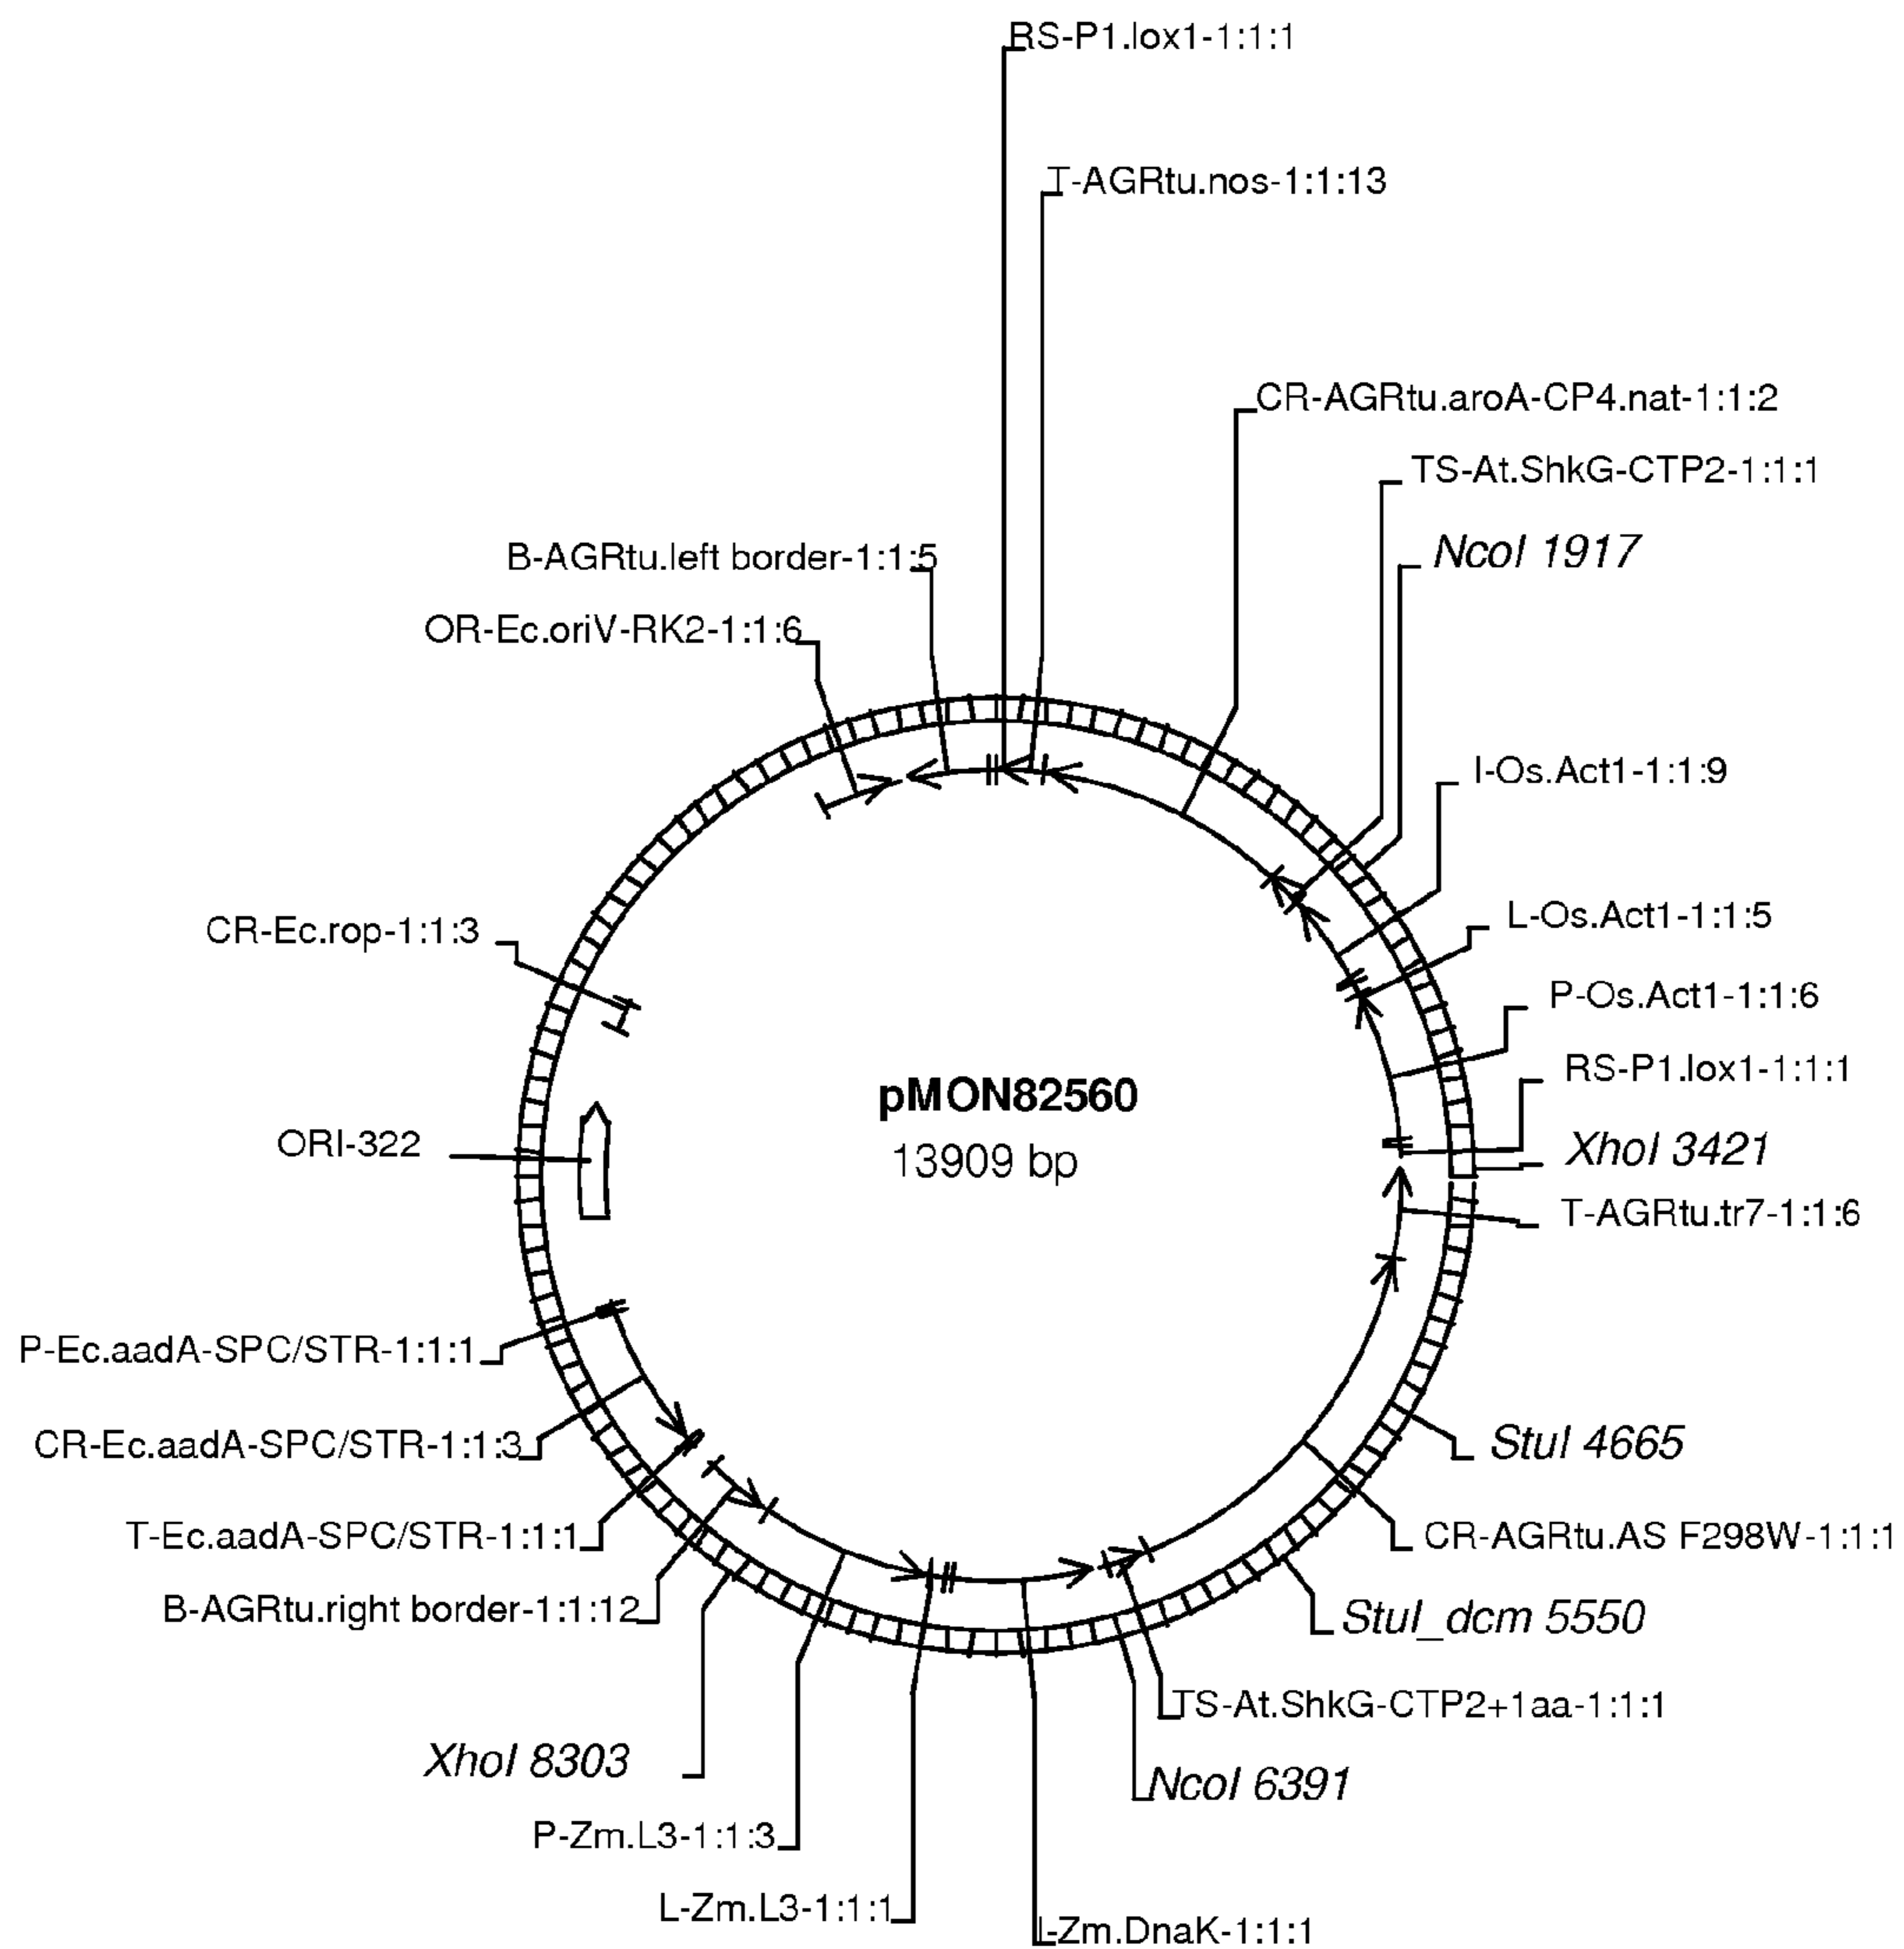 RS-P1.lox1-1:1:1
T-AGRtu.nos-1:1:13
CR-AGRtu.aroA-CP4.nat-1:1:2
TS-At.ShkG-CTP2-1:1:1
NcoI 1917
B-AGRtu.left border-1:1:5
OR-Ec.oriV-RK2-1:1:6
I-Os.Act1-1:1:9
L-Os.Act1-1:1:5
CR-Ec.rop-1:1:3
P-Os.Act1-1:1:6
RS-P1.lox1-1:1:1
pMON82560
13909 bp
ORI-322
XhoI 3421
T-AGRtu.tr7-1:1:6
P-Ec.aadA-SPC/STR-1:1:1
CR-Ec.aadA-SPC/STR-1:1:3
StuI 4665
T-Ec.aadA-SPC/STR-1:1:1
CR-AGRtu.AS F298W-1:1:1
B-AGRtu.right border-1:1:12
StuI_dcm 5550
TS-At.ShkG-CTP2+1aa-1:1:1
XhoI 8303
NcoI 6391
P-Zm.L3-1:1:3
L-Zm.L3-1:1:1
I-Zm.DnaK-1:1:1